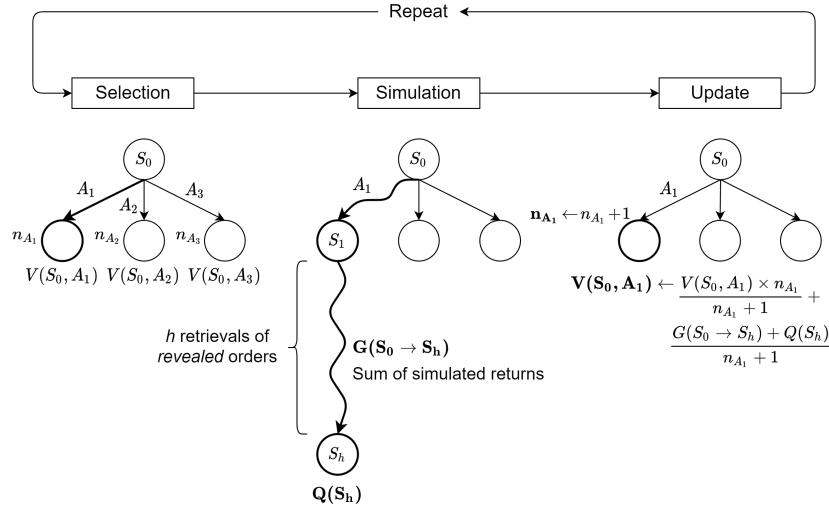 Repeat
Selection
Simulation
Update
S_0
S_0
S_0
A_1
A_2
A_3
A_1
A_1
n_{A_1}
n_{A_2}
n_{A_3}
S_1
n_{A_1} ← n_{A_1} + 1
V(S_0, A_1) V(S_0, A_2) V(S_0, A_3)
V(S_0, A_1) ← \frac{V(S_0, A_1) × n_{A_1}}{n_{A_1} + 1} +
\frac{G(S_0 → S_h) + Q(S_h)}{n_{A_1} + 1}
h retrievals of
revealed orders
G(S_0 → S_h)
Sum of simulated returns
S_h
Q(S_h)